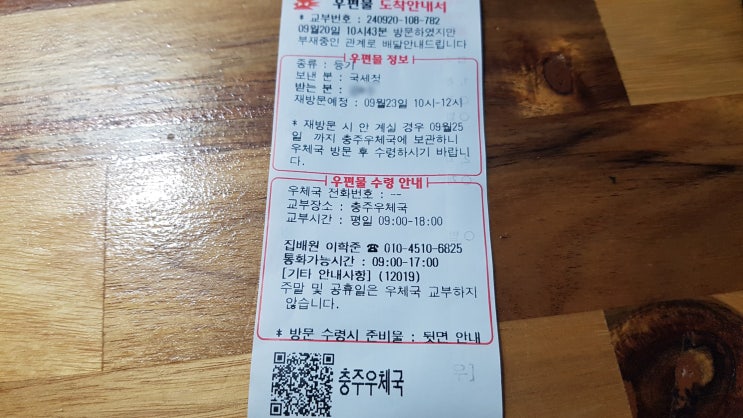 우편물 도착안내서
* 교부번호 : 240920-108-782
09월20일 10시43분 방문하였지만
부재중인 관계로 배달안내드립니다
우편물 정보
종류 : 등기
보낸 분 : 국세청
받는 분 :
재방문예정 : 09월23일 10시-12시
* 재방문 시 안 계실 경우 09월25
일 까지 충주우체국에 보관하니
우체국 방문 후 수령하시기 바랍니
다.
우편물 수령 안내
우체국 전화번호 : --
교부장소 : 충주우체국
교부시간 : 평일 09:00-18:00
집배원 이학준 ☎ 010-4510-6825
통화가능시간 : 09:00-17:00
[기타 안내사항] (12019)
주말 및 공휴일은 우체국 교부하지
않습니다.
* 방문 수령시 준비물 : 뒷면 안내
충주우체국